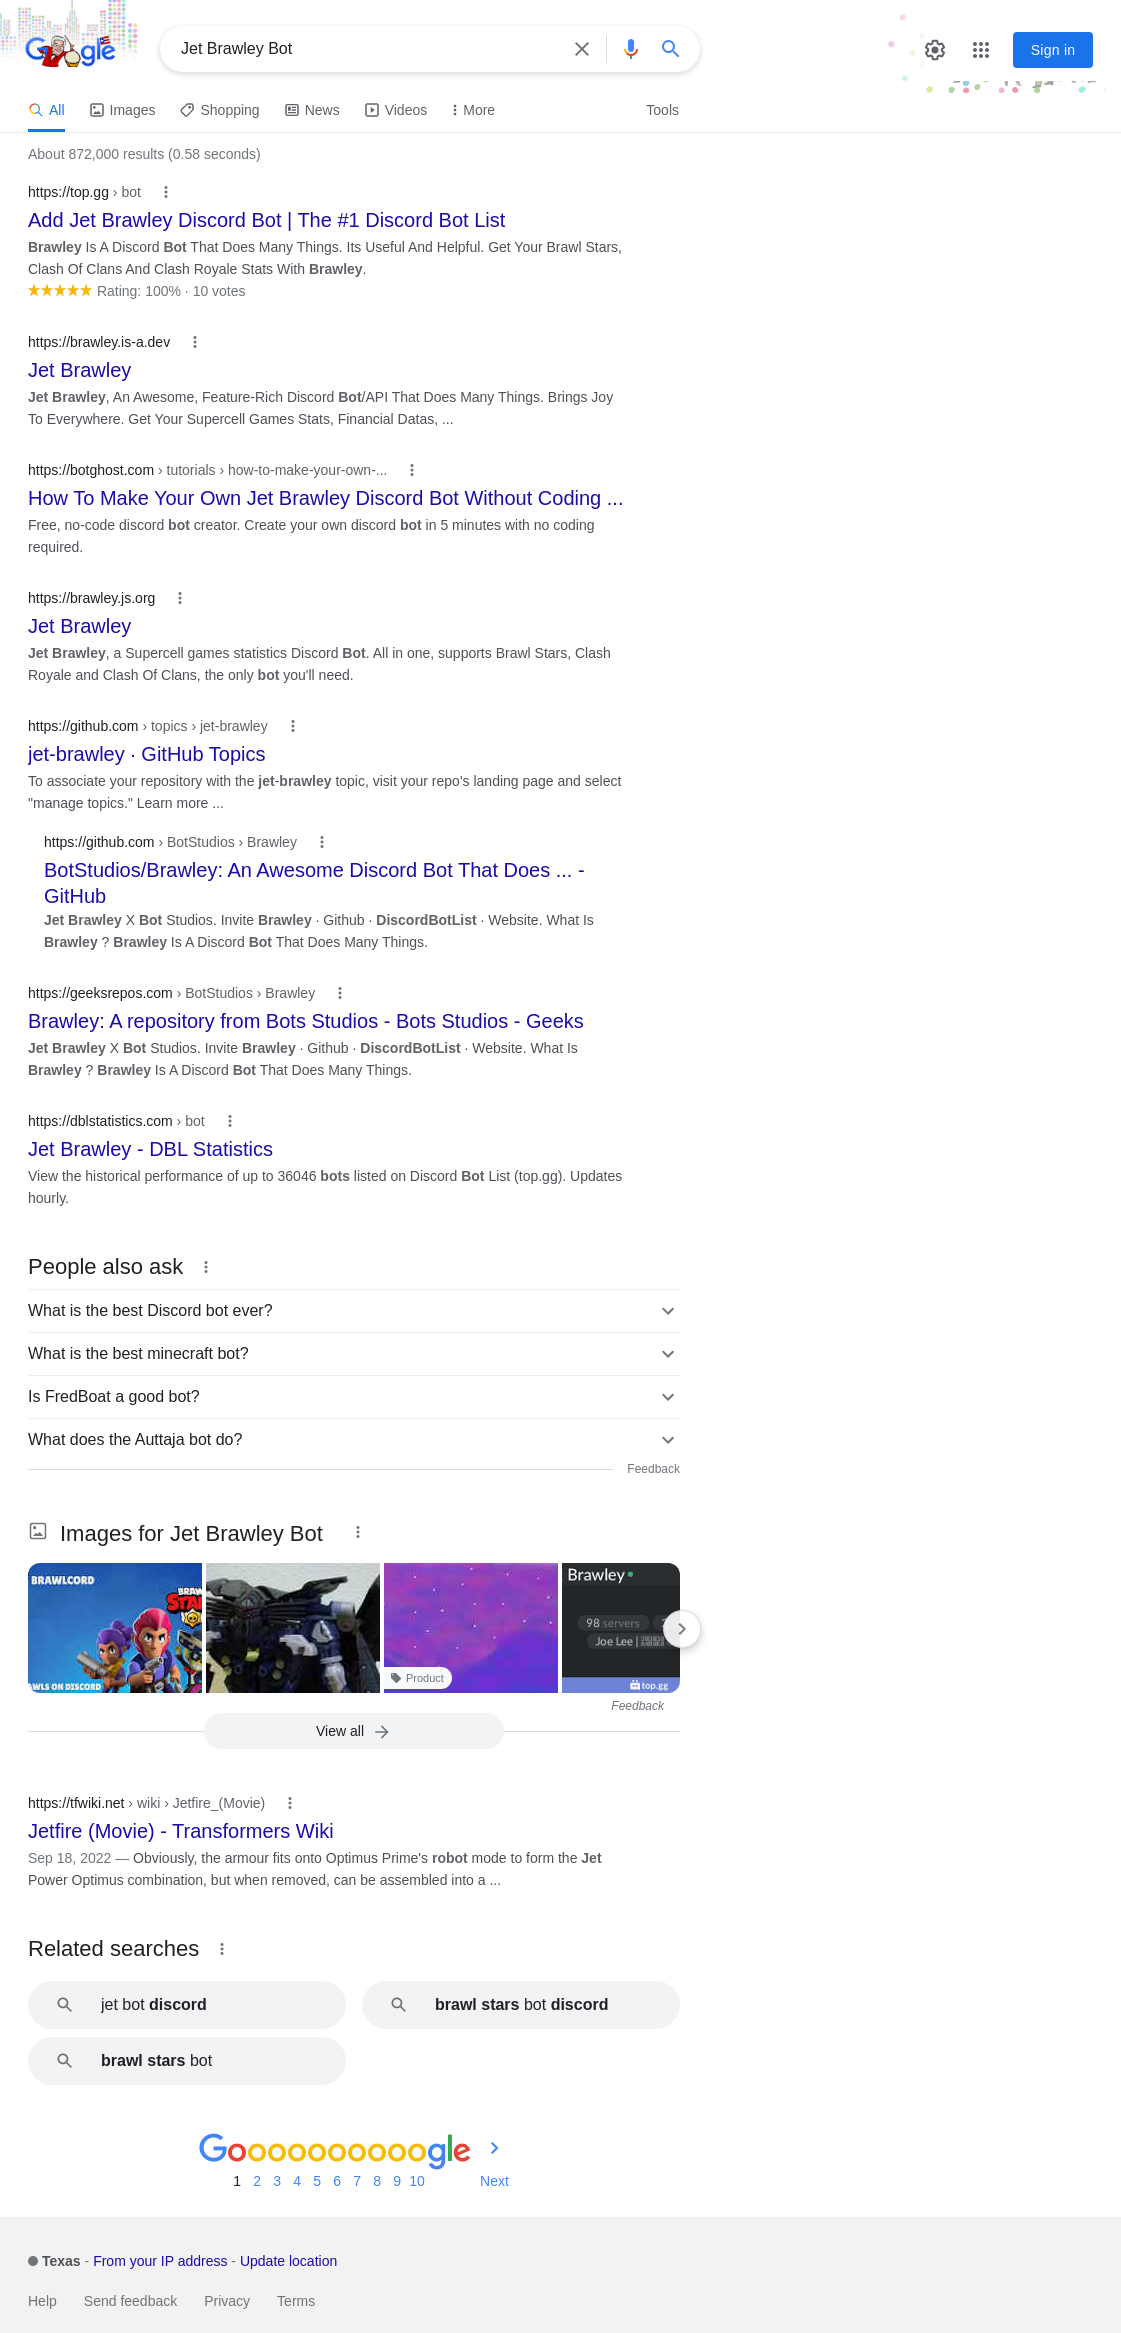 Google
Jet Brawley Bot
Sign in
All
Images
Shopping
News
Videos
More
Tools
About 872,000 results (0.58 seconds)
https://top.gg › bot
Add Jet Brawley Discord Bot | The #1 Discord Bot List
Brawley Is A Discord Bot That Does Many Things. Its Useful And Helpful. Get Your Brawl Stars,
Clash Of Clans And Clash Royale Stats With Brawley.
Rating: 100% · 10 votes
https://brawley.is-a.dev
Jet Brawley
Jet Brawley, An Awesome, Feature-Rich Discord Bot/API That Does Many Things. Brings Joy
To Everywhere. Get Your Supercell Games Stats, Financial Datas, ...
https://botghost.com › tutorials › how-to-make-your-own-...
How To Make Your Own Jet Brawley Discord Bot Without Coding ...
Free, no-code discord bot creator. Create your own discord bot in 5 minutes with no coding
required.
https://brawley.js.org
Jet Brawley
Jet Brawley, a Supercell games statistics Discord Bot. All in one, supports Brawl Stars, Clash
Royale and Clash Of Clans, the only bot you'll need.
https://github.com › topics › jet-brawley
jet-brawley · GitHub Topics
To associate your repository with the jet-brawley topic, visit your repo's landing page and select
"manage topics." Learn more ...
https://github.com › BotStudios › Brawley
BotStudios/Brawley: An Awesome Discord Bot That Does ... -
GitHub
Jet Brawley X Bot Studios. Invite Brawley · Github · DiscordBotList · Website. What Is
Brawley ? Brawley Is A Discord Bot That Does Many Things.
https://geeksrepos.com › BotStudios › Brawley
Brawley: A repository from Bots Studios - Bots Studios - Geeks
Jet Brawley X Bot Studios. Invite Brawley · Github · DiscordBotList · Website. What Is
Brawley ? Brawley Is A Discord Bot That Does Many Things.
https://dblstatistics.com › bot
Jet Brawley - DBL Statistics
View the historical performance of up to 36046 bots listed on Discord Bot List (top.gg). Updates
hourly.
People also ask
What is the best Discord bot ever?
What is the best minecraft bot?
Is FredBoat a good bot?
What does the Auttaja bot do?
Feedback
Images for Jet Brawley Bot
BRAWLCORD
BRAW
STA
AWLS ON DISCORD
Product
Brawley
98 servers
Joe Lee |
top.gg
Feedback
View all
https://tfwiki.net › wiki › Jetfire_(Movie)
Jetfire (Movie) - Transformers Wiki
Sep 18, 2022 — Obviously, the armour fits onto Optimus Prime's robot mode to form the Jet
Power Optimus combination, but when removed, can be assembled into a ...
Related searches
jet bot discord
brawl stars bot discord
brawl stars bot
Goooooooooogle
1 2 3 4 5 6 7 8 9 10 Next
Texas - From your IP address - Update location
Help Send feedback Privacy Terms